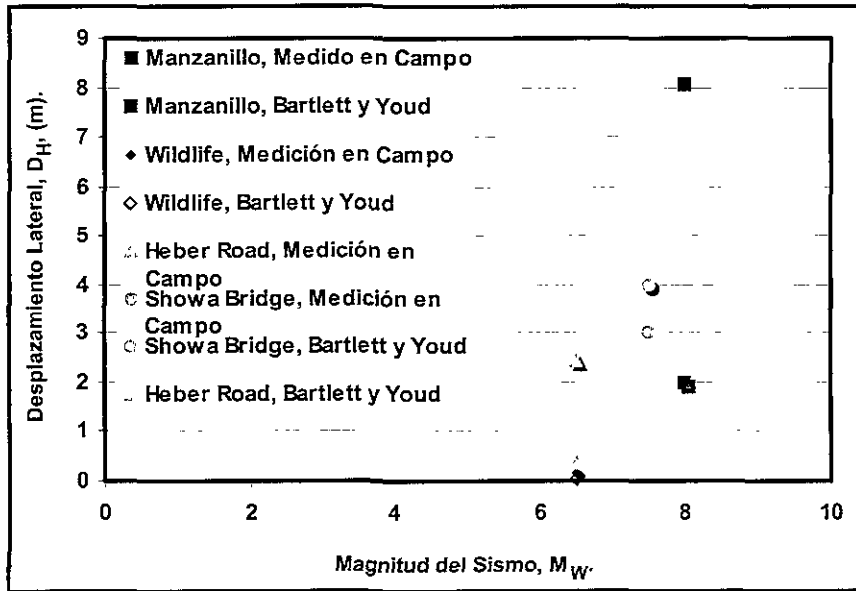 9
8
7
6
5
4
3
2
1
0
Desplazamiento Lateral, D_H, (m).
Manzanillo, Medido en Campo
Manzanillo, Bartlett y Youd
Wildlife, Medición en Campo
Wildlife, Bartlett y Youd
Heber Road, Medición en
Campo
Showa Bridge, Medición en
Campo
Showa Bridge, Bartlett y Youd
Heber Road, Bartlett y Youd
0 2 4 6 8 10
Magnitud del Sismo, M_W.